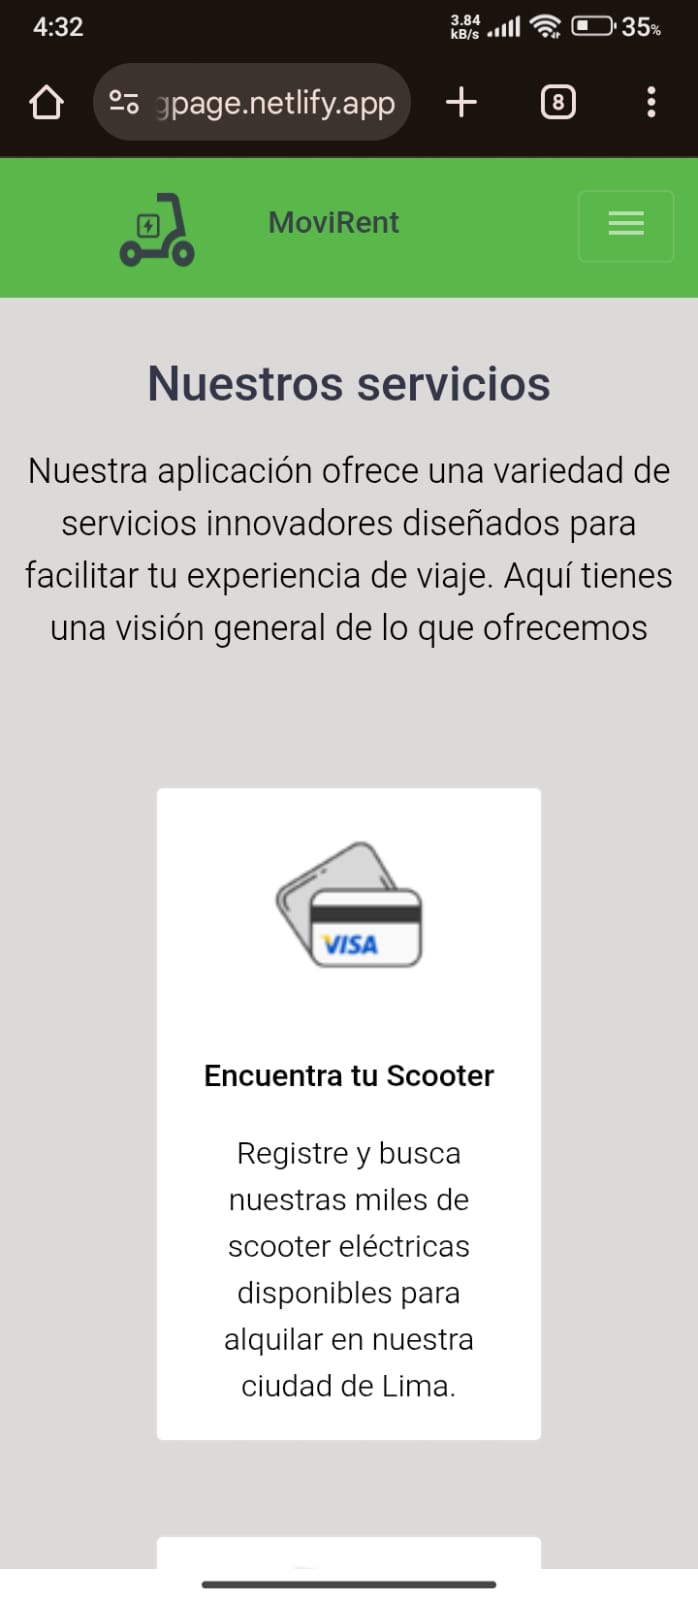 4:32
3.84
kB/s
35%
gpage.netlify.app
8
MoviRent
Nuestros servicios
Nuestra aplicación ofrece una variedad de
servicios innovadores diseñados para
facilitar tu experiencia de viaje. Aquí tienes
una visión general de lo que ofrecemos
VISA
Encuentra tu Scooter
Registre y busca
nuestras miles de
scooter eléctricas
disponibles para
alquilar en nuestra
ciudad de Lima.